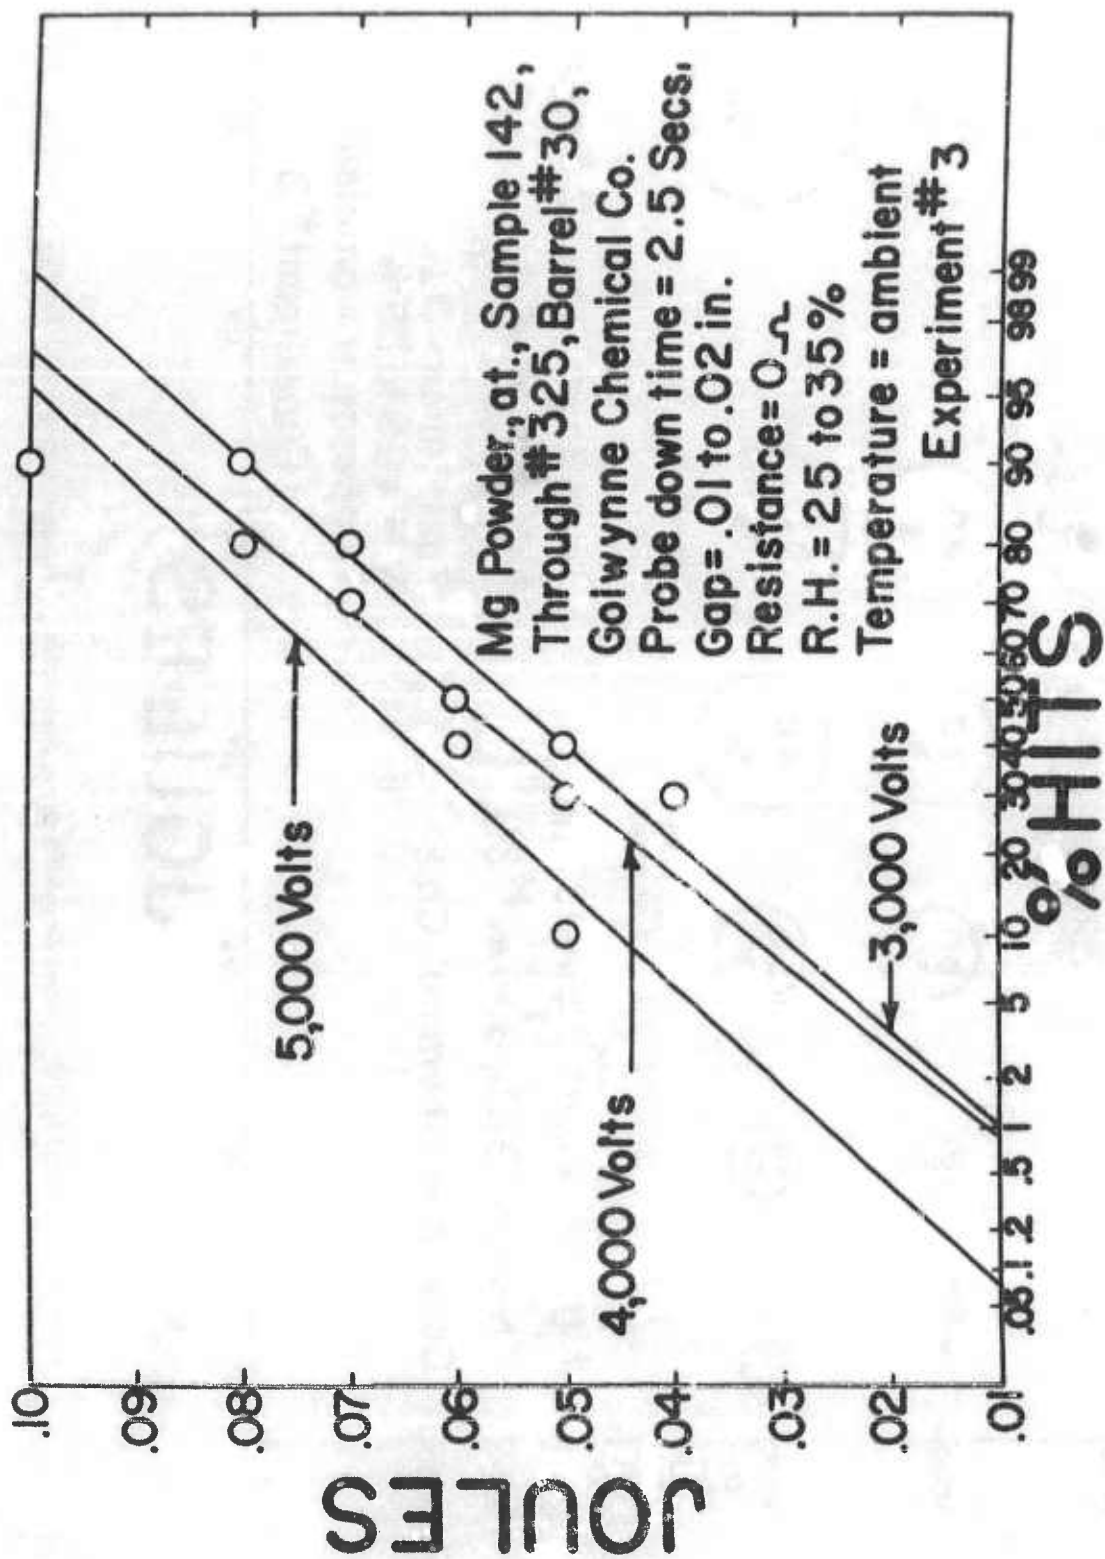 JOULES
.10
.09
.08
.07
.06
.05
.04
.03
.02
.01
5,000 Volts
4,000 Volts
3,000 Volts
Mg Powder, at., Sample 142,
Through #325, Barrel #30,
Golwynne Chemical Co.
Probe down time = 2.5 Secs.
Gap = .01 to .02 in.
Resistance = 0 Ω
R.H. = 25 to 35%
Temperature = ambient
Experiment #3
.05 .1 .2 .5 1 2 5 10 20 30 40 50 60 70 80 90 95 98 99
% HITS